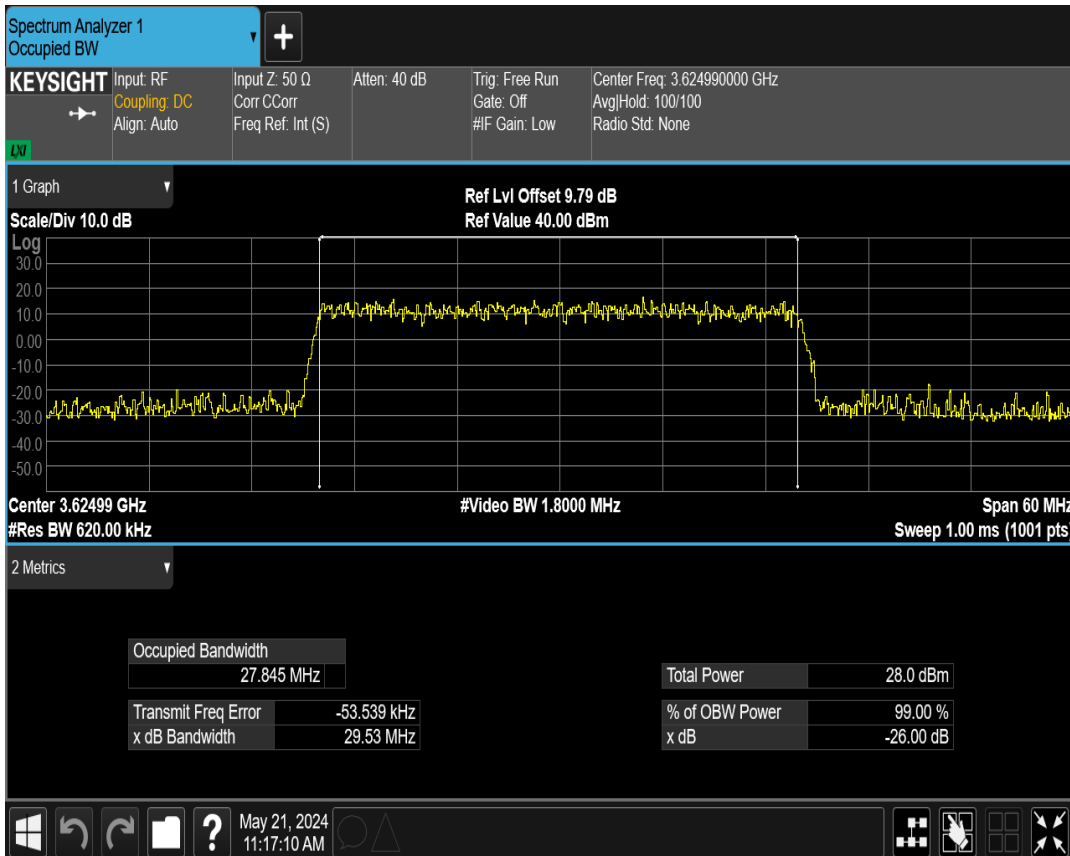 Spectrum Analyzer 1
Occupied BW
+
KEYSIGHT
LXI
Input: RF
Coupling: DC
Align: Auto
Input Z: 50 Ω
Corr CCorr
Freq Ref: Int (S)
Atten: 40 dB
Trig: Free Run
Gate: Off
#IF Gain: Low
Center Freq: 3.624990000 GHz
Avg|Hold: 100/100
Radio Std: None
1 Graph
Ref Lvl Offset 9.79 dB
Scale/Div 10.0 dB
Ref Value 40.00 dBm
Log
30.0
20.0
10.0
0.00
-10.0
-20.0
-30.0
-40.0
-50.0
Center 3.62499 GHz
#Video BW 1.8000 MHz
Span 60 MHz
#Res BW 620.00 kHz
Sweep 1.00 ms (1001 pts)
2 Metrics
Occupied Bandwidth
27.845 MHz
Total Power 28.0 dBm
Transmit Freq Error -53.539 kHz
% of OBW Power 99.00 %
x dB Bandwidth 29.53 MHz
x dB -26.00 dB
?
May 21, 2024
11:17:10 AM